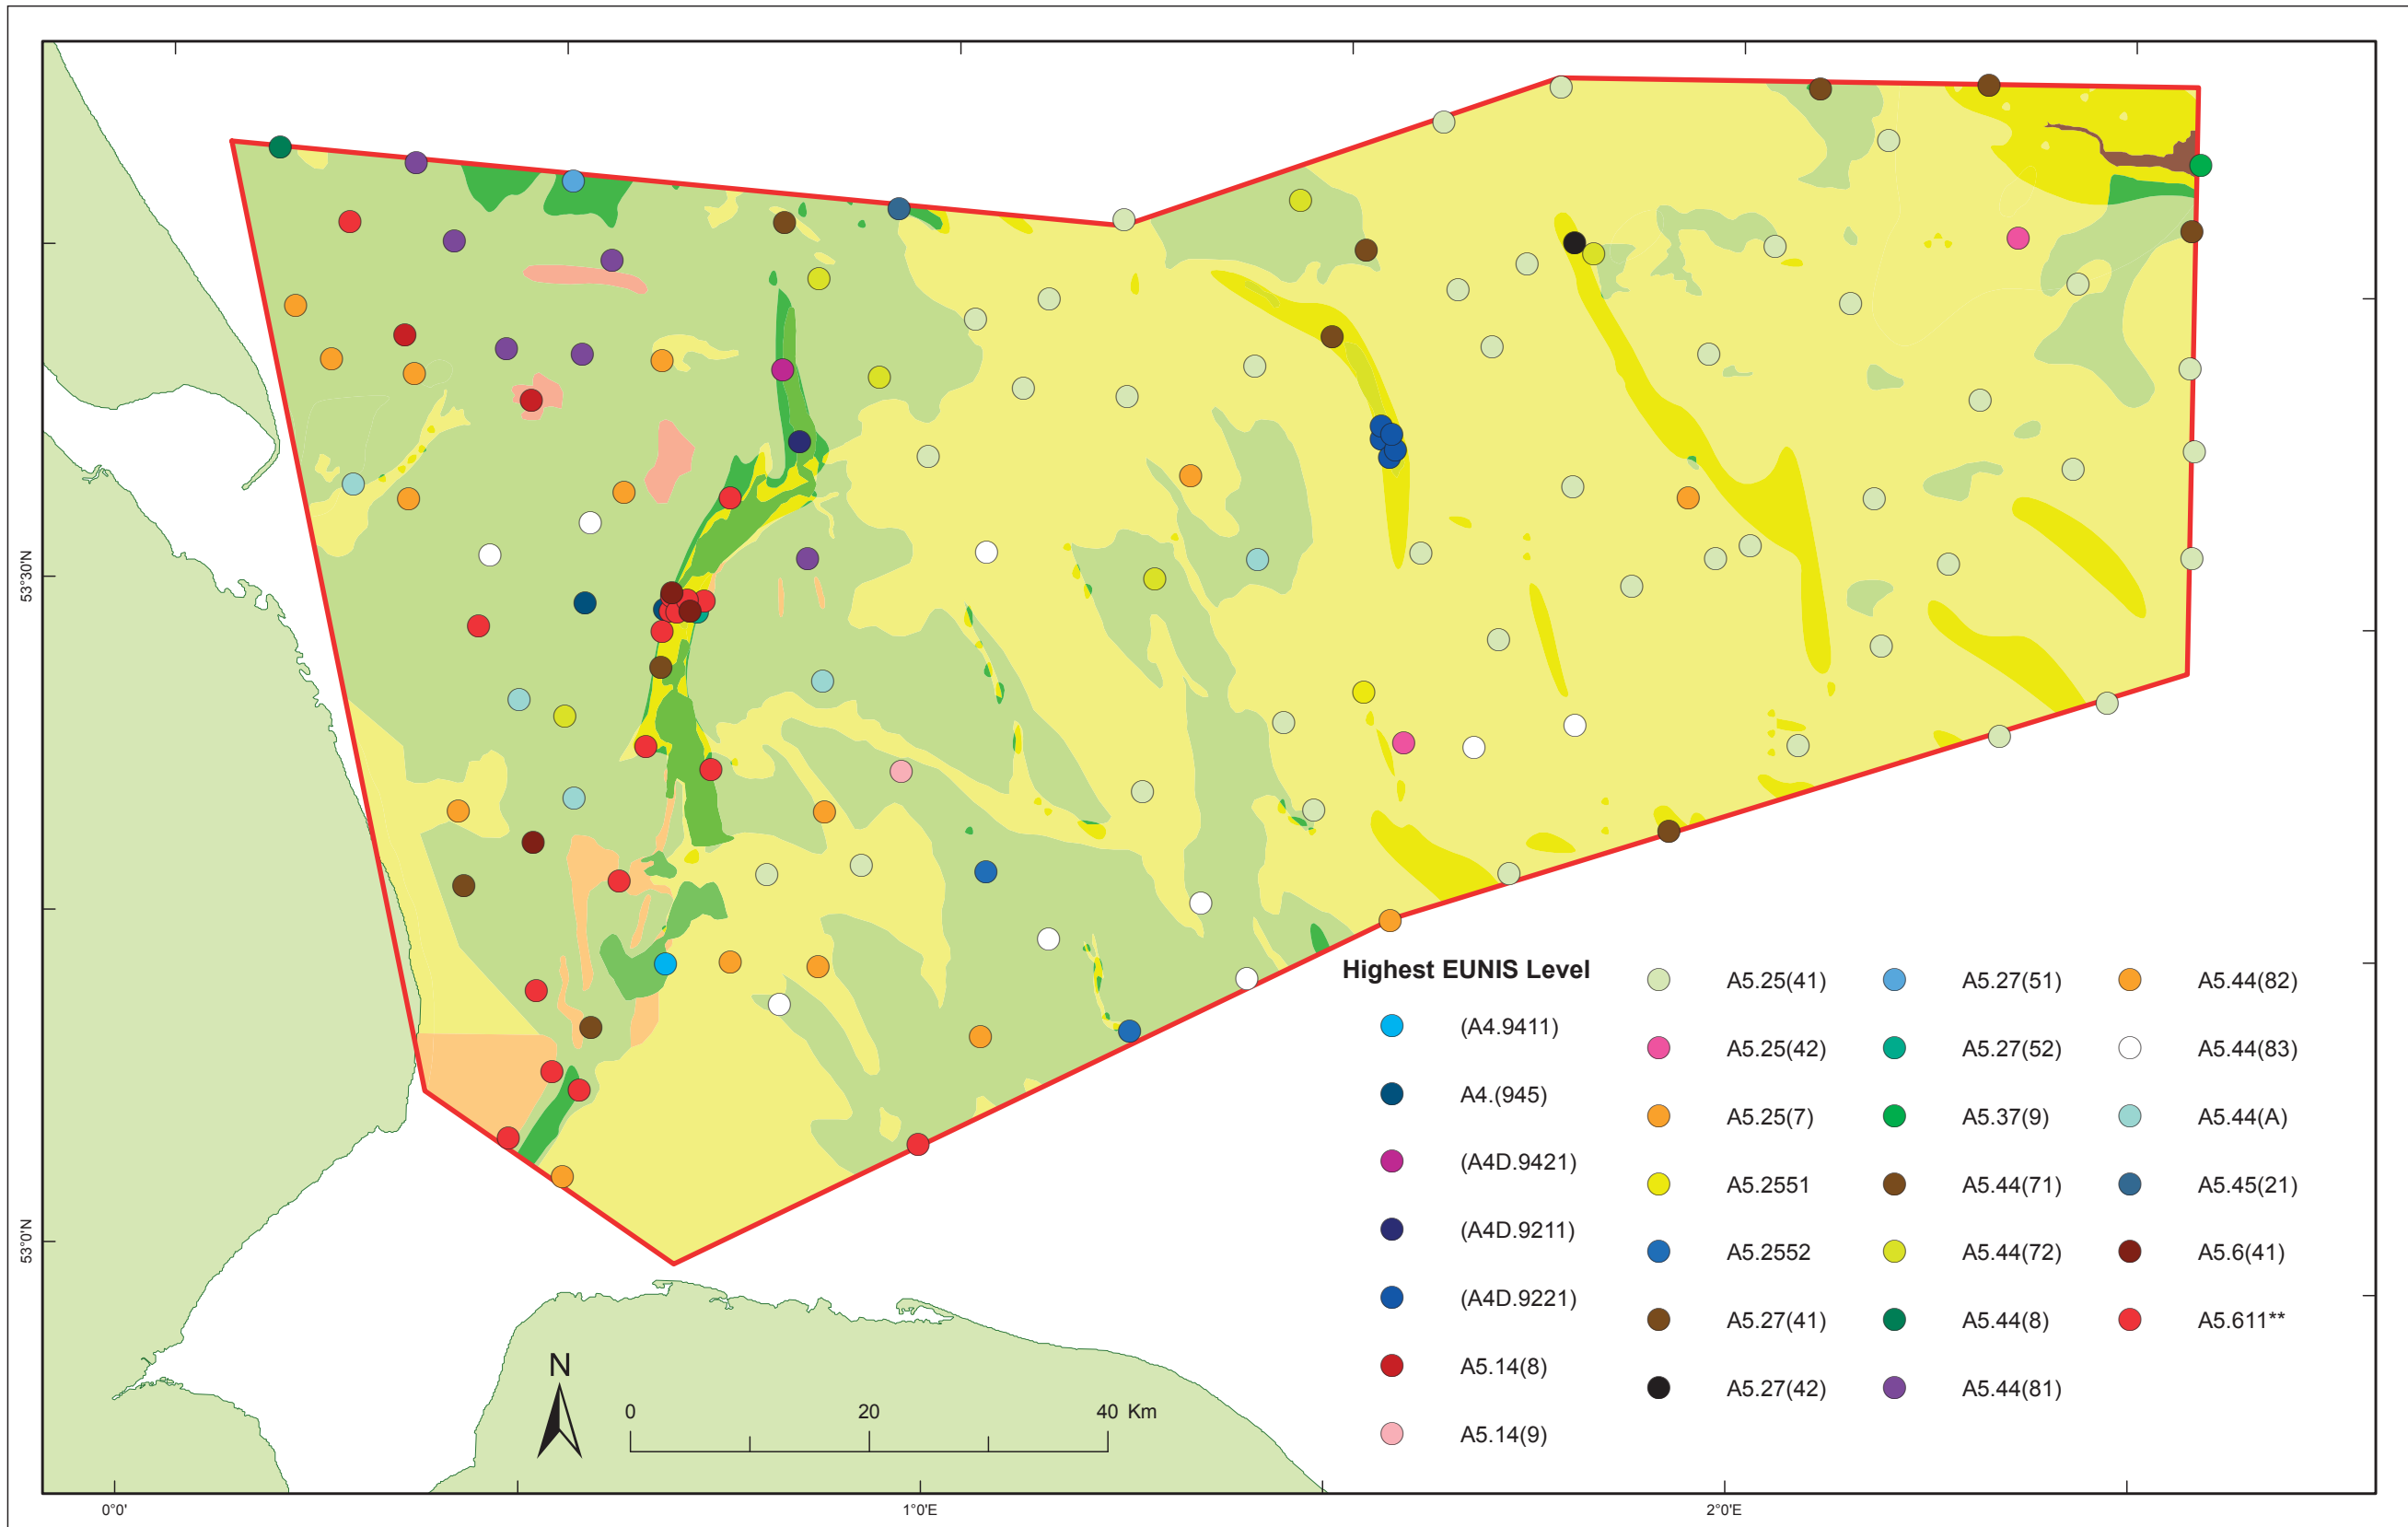 53°30'N
53°0'N
Highest EUNIS Level
(A4.9411)
A4.(945)
(A4D.9421)
(A4D.9211)
(A4D.9221)
A5.14(8)
A5.14(9)
A5.25(41)
A5.25(42)
A5.25(7)
A5.2551
A5.2552
A5.27(41)
A5.27(42)
A5.27(51)
A5.27(52)
A5.37(9)
A5.44(71)
A5.44(72)
A5.44(8)
A5.44(81)
A5.44(82)
A5.44(83)
A5.44(A)
A5.45(21)
A5.6(41)
A5.611**
N
0 20 40 Km
0°0' 1°0'E 2°0'E